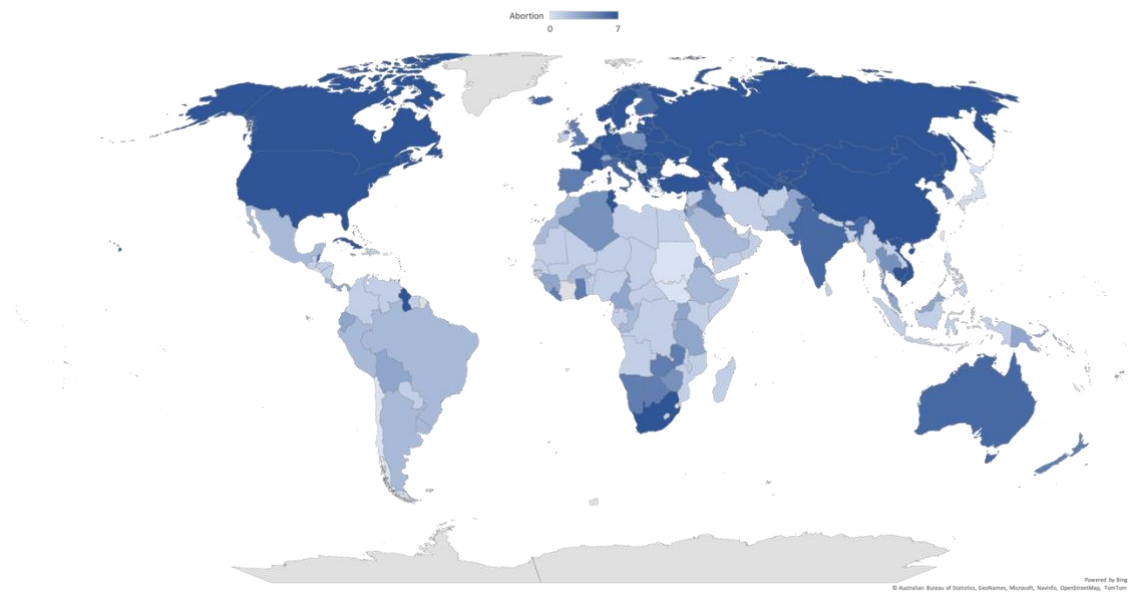 Abortion
0 7
Powered by Bing
© Australian Bureau of Statistics, GeoNames, Microsoft, Navinfo, OpenStreetMap, TomTom